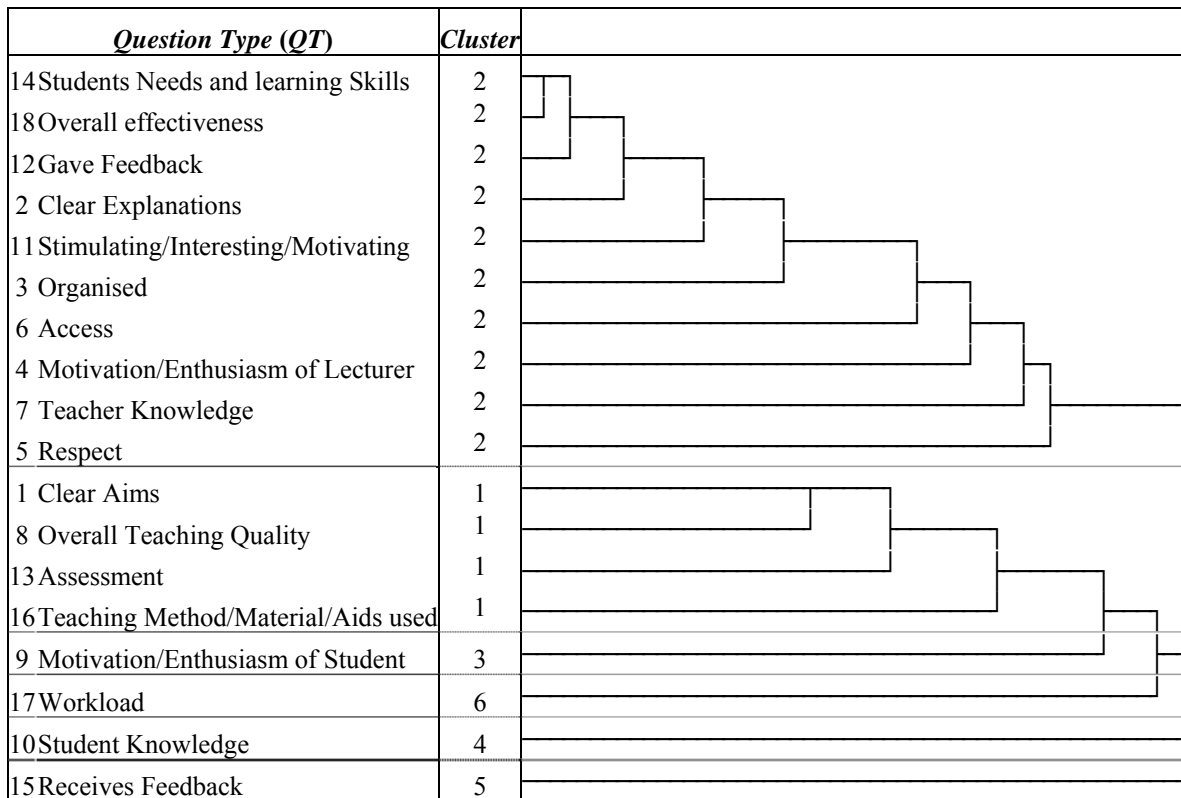 Question Type (QT) Cluster
14 Students Needs and learning Skills 2
18 Overall effectiveness 2
12 Gave Feedback 2
2 Clear Explanations 2
11 Stimulating/Interesting/Motivating 2
3 Organised 2
6 Access 2
4 Motivation/Enthusiasm of Lecturer 2
7 Teacher Knowledge 2
5 Respect 2
1 Clear Aims 1
8 Overall Teaching Quality 1
13 Assessment 1
16 Teaching Method/Material/Aids used 1
9 Motivation/Enthusiasm of Student 3
17 Workload 6
10 Student Knowledge 4
15 Receives Feedback 5